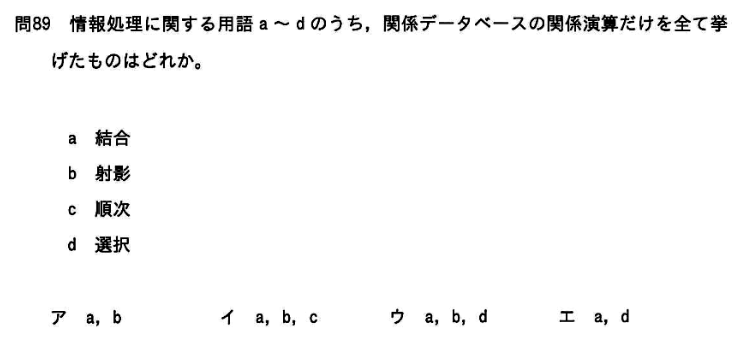 問89 情報処理に関する用語 a ～ d のうち，関係データベースの関係演算だけを全て挙
げたものはどれか。
a 結合
b 射影
c 順次
d 選択
ア a, b イ a, b, c ウ a, b, d エ a, d